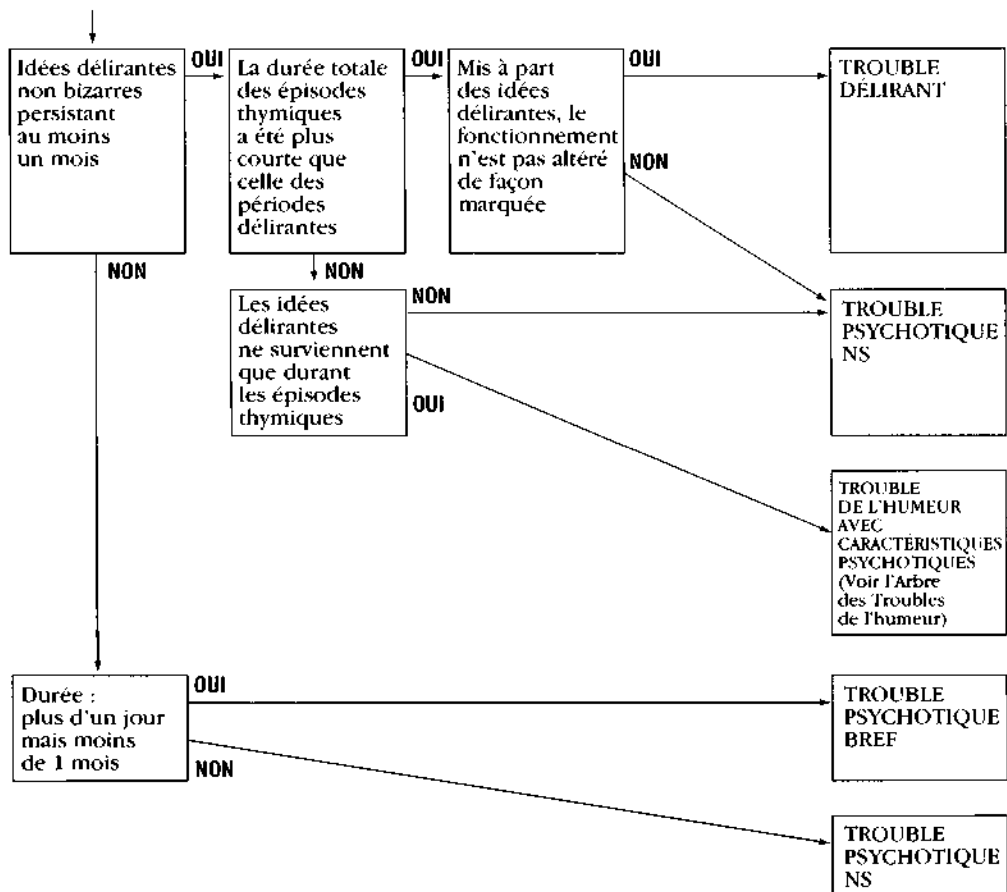 Idées délirantes
non bizarres
persistant
au moins
un mois
OUI
La durée totale
des épisodes
thymiques
a été plus
courte que
celle des
périodes
délirantes
OUI
Mis à part
des idées
délirantes, le
fonctionnement
n'est pas altéré
de façon
marquée
OUI
TROUBLE
DÉLIRANT
NON
NON
NON
Les idées
délirantes
ne surviennent
que durant
les épisodes
thymiques
NON
TROUBLE
PSYCHOTIQUE
NS
OUI
TROUBLE
DE L'HUMEUR
AVEC
CARACTÉRISTIQUES
PSYCHOTIQUES
(Voir l'Arbre
des Troubles
de l'humeur)
Durée :
plus d'un jour
mais moins
de 1 mois
OUI
TROUBLE
PSYCHOTIQUE
BREF
NON
TROUBLE
PSYCHOTIQUE
NS